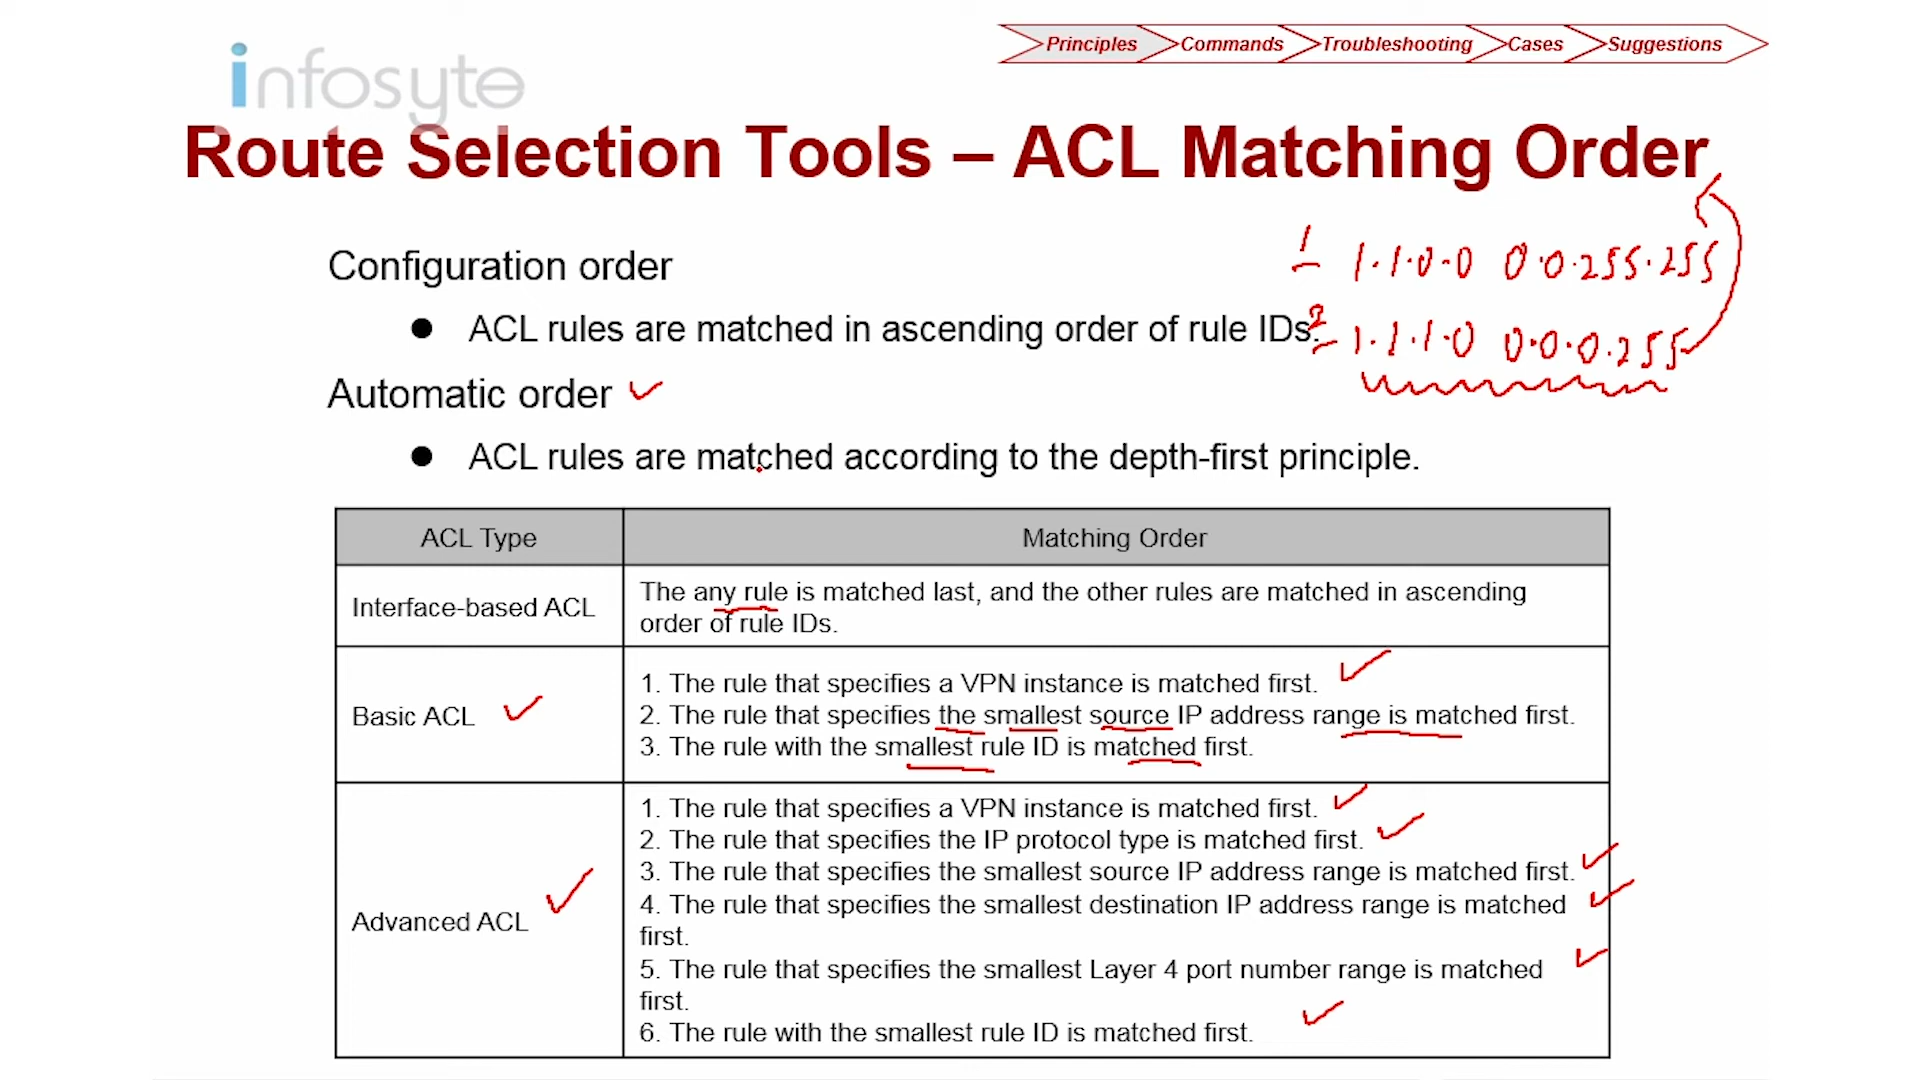 Principles Commands Troubleshooting Cases Suggestions
infosyte
Route Selection Tools – ACL Matching Order
1 1.1.0.0 0.0.255.255
Configuration order
● ACL rules are matched in ascending order of rule IDs.
2 1.1.1.0 0.0.0.255
Automatic order
● ACL rules are matched according to the depth-first principle.
ACL Type Matching Order
Interface-based ACL
The any rule is matched last, and the other rules are matched in ascending
order of rule IDs.
Basic ACL
1. The rule that specifies a VPN instance is matched first.
2. The rule that specifies the smallest source IP address range is matched first.
3. The rule with the smallest rule ID is matched first.
Advanced ACL
1. The rule that specifies a VPN instance is matched first.
2. The rule that specifies the IP protocol type is matched first.
3. The rule that specifies the smallest source IP address range is matched first.
4. The rule that specifies the smallest destination IP address range is matched
first.
5. The rule that specifies the smallest Layer 4 port number range is matched
first.
6. The rule with the smallest rule ID is matched first.